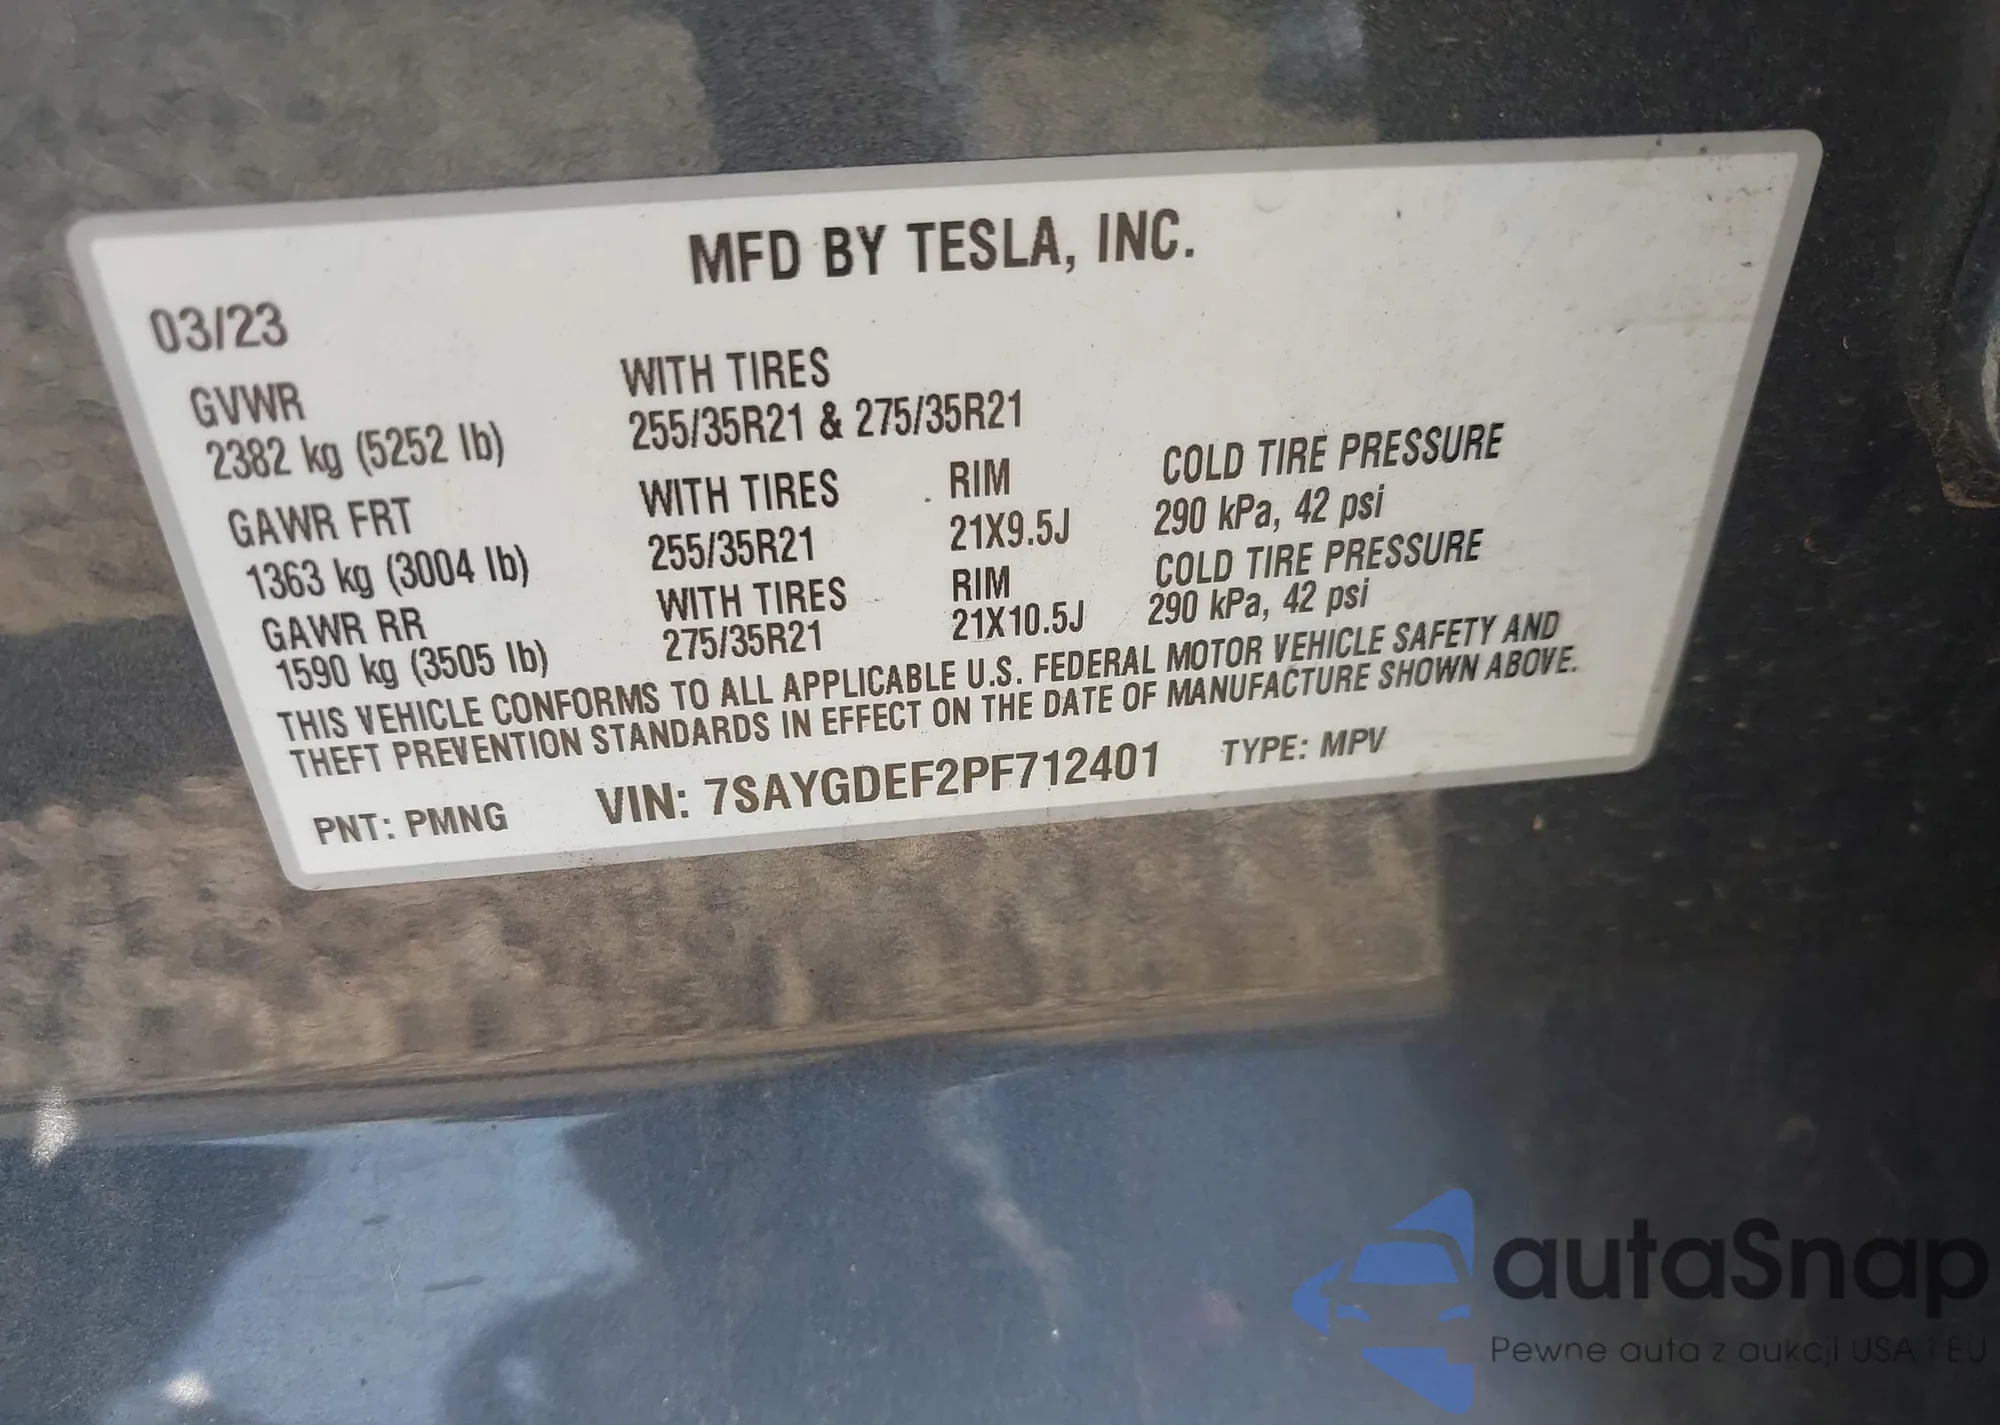 MFD BY TESLA, INC.
03/23
GVWR WITH TIRES
2382 kg (5252 lb) 255/35R21 & 275/35R21
GAWR FRT WITH TIRES RIM COLD TIRE PRESSURE
1363 kg (3004 lb) 255/35R21 21X9.5J 290 kPa, 42 psi
GAWR RR WITH TIRES RIM COLD TIRE PRESSURE
1590 kg (3505 lb) 275/35R21 21X10.5J 290 kPa, 42 psi
THIS VEHICLE CONFORMS TO ALL APPLICABLE U.S. FEDERAL MOTOR VEHICLE SAFETY AND
THEFT PREVENTION STANDARDS IN EFFECT ON THE DATE OF MANUFACTURE SHOWN ABOVE.
PNT: PMNG VIN: 7SAYGDEF2PF712401 TYPE: MPV
autaSnap
Pewne auta z aukcji USA i EU